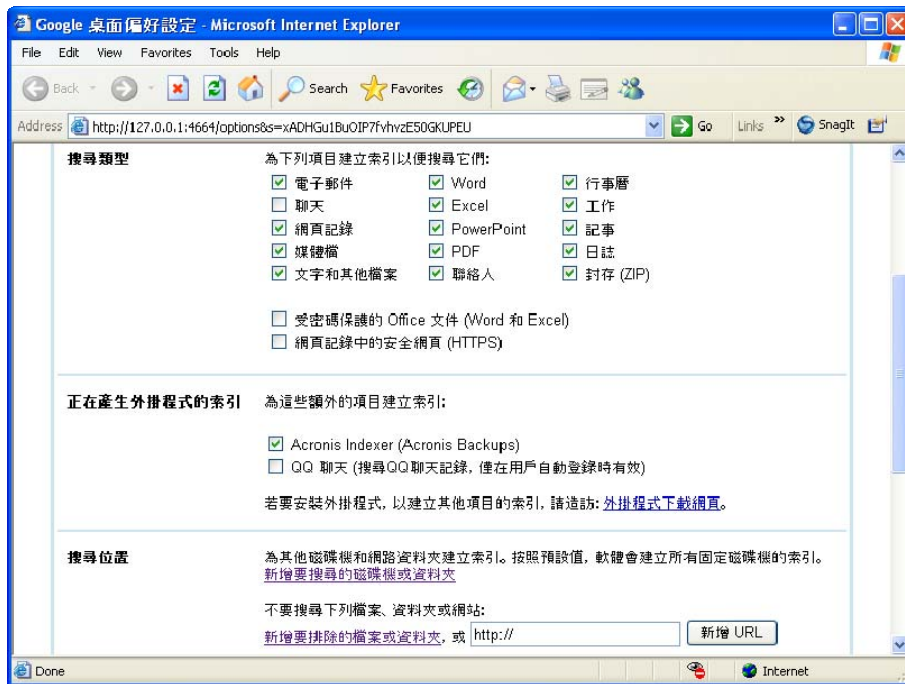 Google 桌面偏好設定 - Microsoft Internet Explorer
File Edit View Favorites Tools Help
Back Search Favorites
Address http://127.0.0.1:4664/options&s=xADHGu1BuOIP7fvhvzE50GKUPEU Go Links » SnagIt
搜尋類型 為下列項目建立索引以便搜尋它們:
電子郵件 Word 行事曆
聊天 Excel 工作
網頁記錄 PowerPoint 記事
媒體檔 PDF 日誌
文字和其他檔案 聯絡人 封存 (ZIP)
受密碼保護的 Office 文件 (Word 和 Excel)
網頁記錄中的安全網頁 (HTTPS)
正在產生外掛程式的索引 為這些額外的項目建立索引:
Acronis Indexer (Acronis Backups)
QQ 聊天 (搜尋QQ聊天記錄, 僅在用戶自動登錄時有效)
若要安裝外掛程式, 以建立其他項目的索引, 請造訪: 外掛程式下載網頁。
搜尋位置 為其他磁碟機和網路資料夾建立索引。按照預設值, 軟體會建立所有固定磁碟機的索引。
新增要搜尋的磁碟機或資料夾
不要搜尋下列檔案、資料夾或網站:
新增要排除的檔案或資料夾, 或 http:// 新增 URL
Done Internet